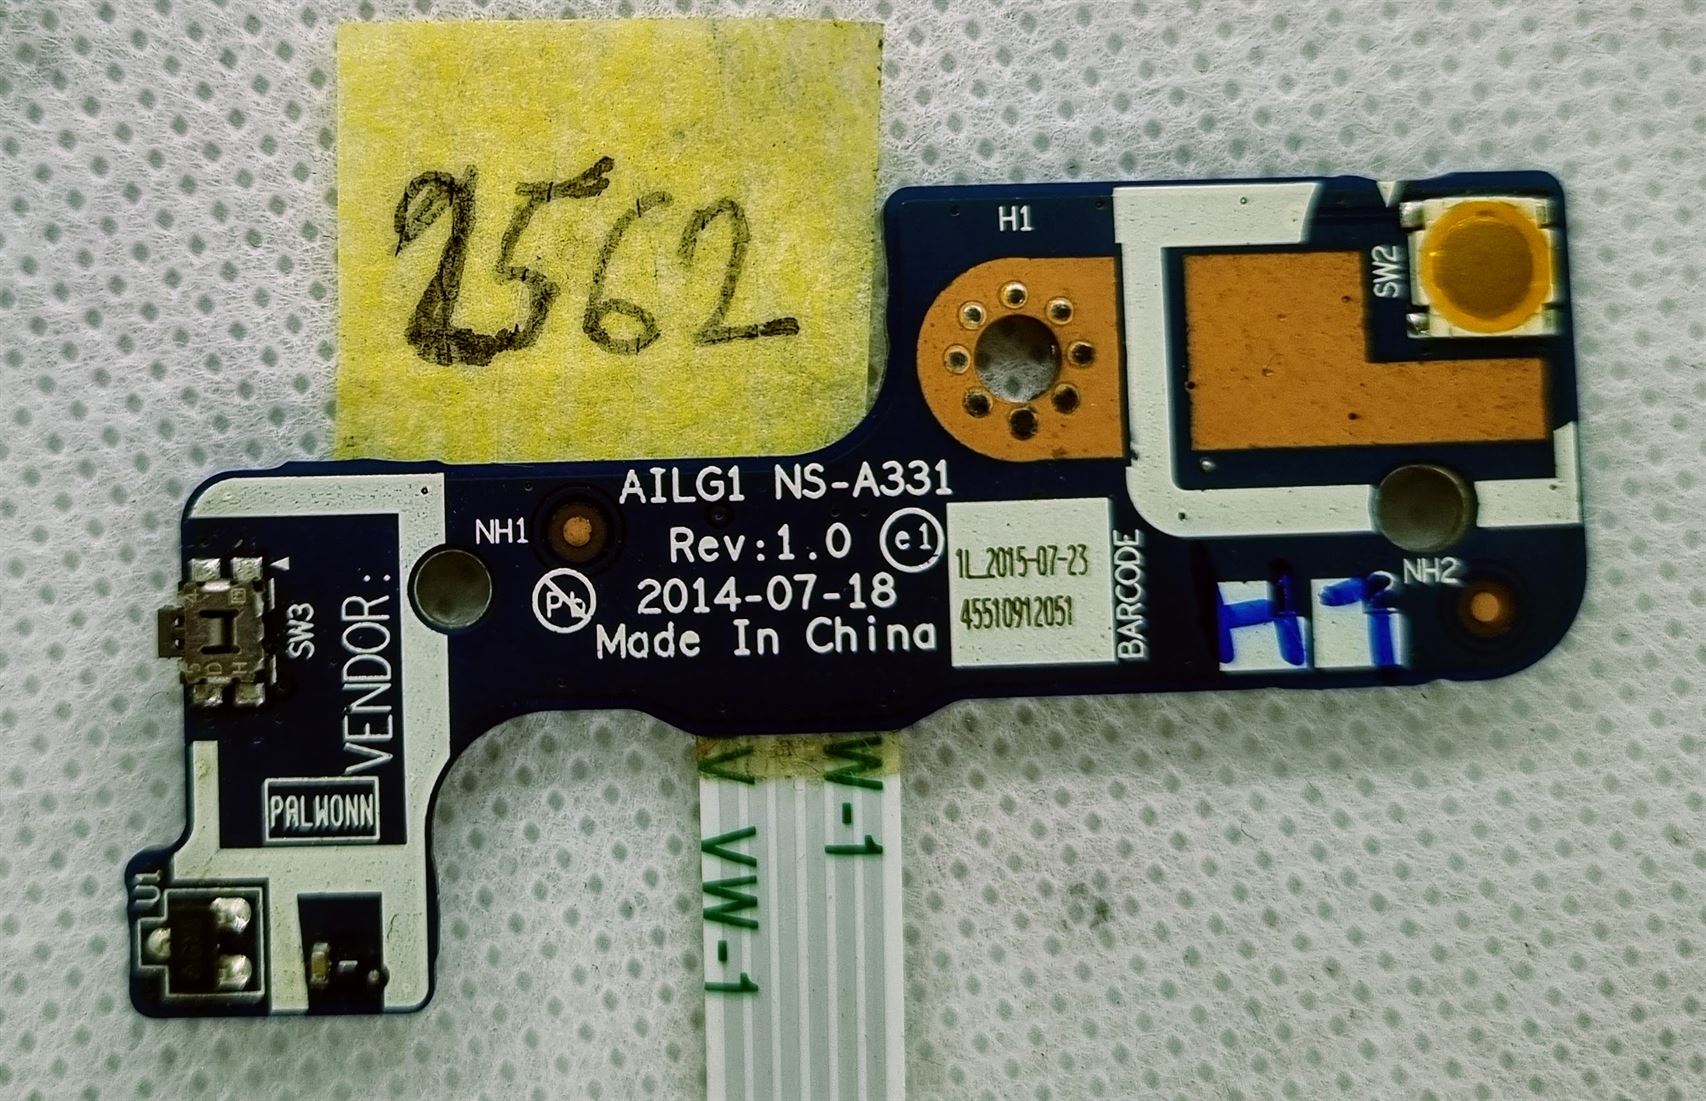 2562
H1
SW2
AILG1 NS-A331
NH1
Rev:1.0 e1
Pb
2014-07-18
Made In China
1L_2015-07-23
45510912051
BARCODE
NH2
H1
SW3
VENDOR:
PALWONN
U1
VW-1
W-1
V